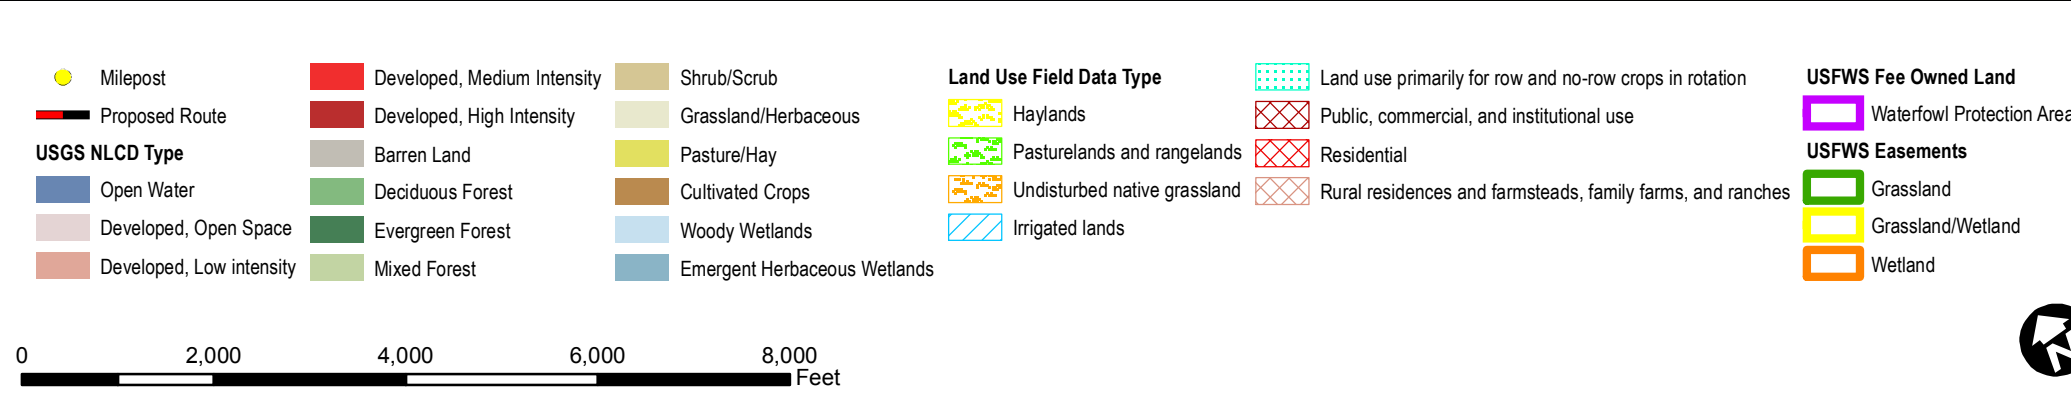 Milepost
Proposed Route
USGS NLCD Type
Open Water
Developed, Open Space
Developed, Low intensity
Developed, Medium Intensity
Developed, High Intensity
Barren Land
Deciduous Forest
Evergreen Forest
Mixed Forest
Shrub/Scrub
Grassland/Herbaceous
Pasture/Hay
Cultivated Crops
Woody Wetlands
Emergent Herbaceous Wetlands
Land Use Field Data Type
Haylands
Pasturelands and rangelands
Undisturbed native grassland
Irrigated lands
Land use primarily for row and no-row crops in rotation
Public, commercial, and institutional use
Residential
Rural residences and farmsteads, family farms, and ranches
USFWS Fee Owned Land
Waterfowl Protection Area
USFWS Easements
Grassland
Grassland/Wetland
Wetland
0 2,000 4,000 6,000 8,000
Feet
N